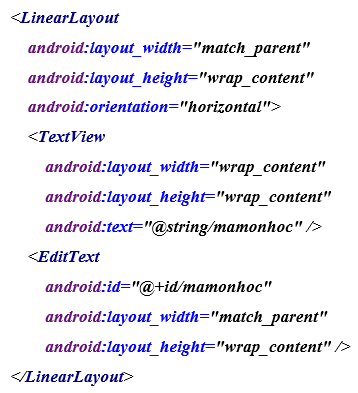 <LinearLayout
android:layout_width="match_parent"
android:layout_height="wrap_content"
android:orientation="horizontal">
<TextView
android:layout_width="wrap_content"
android:layout_height="wrap_content"
android:text="@string/mamonhoc" />
<EditText
android:id="@+id/mamonhoc"
android:layout_width="match_parent"
android:layout_height="wrap_content" />
</LinearLayout>